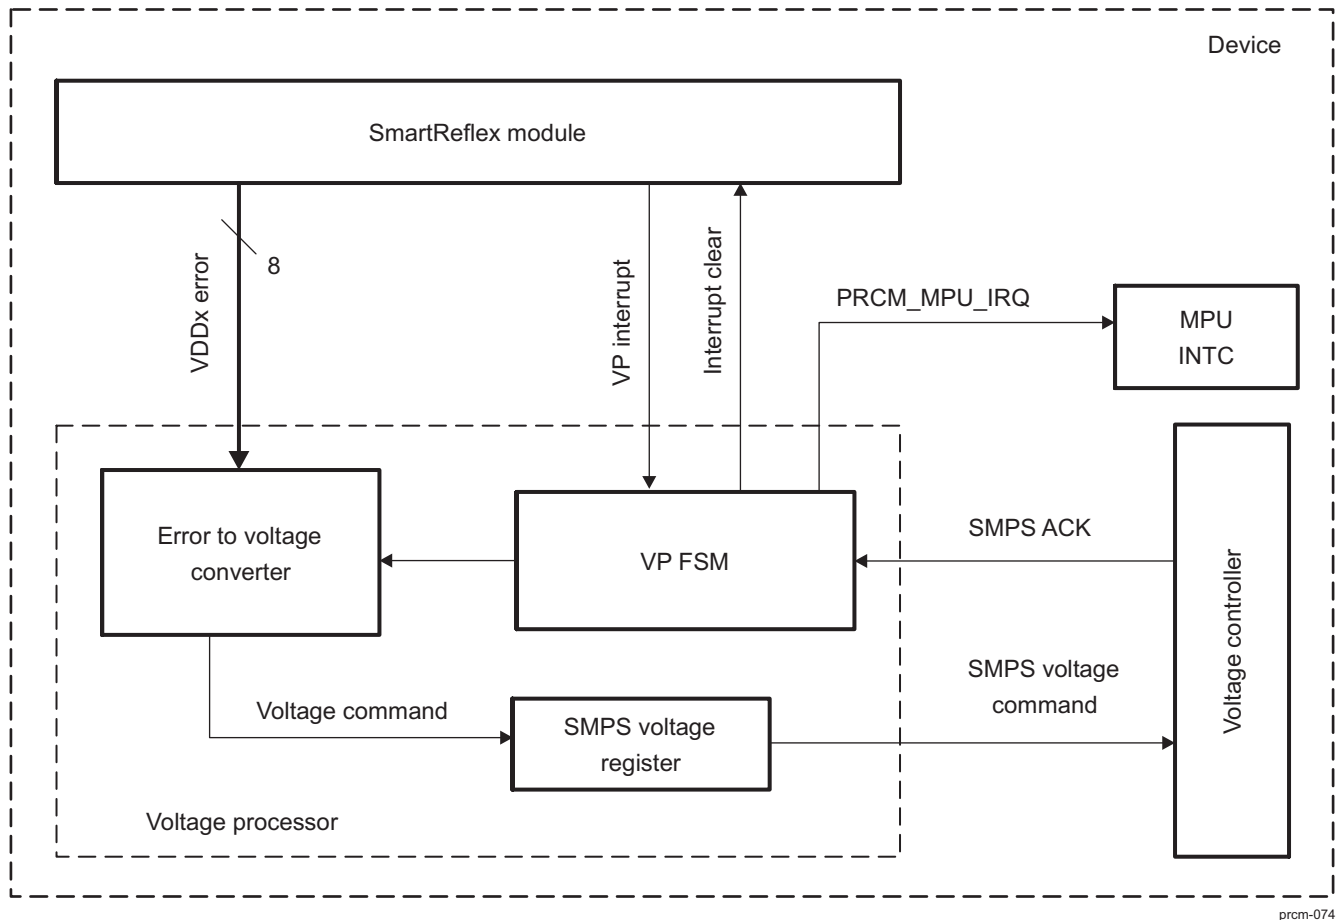 Device
SmartReflex module
8
VDDx error
VP interrupt
Interrupt clear
PRCM_MPU_IRQ
MPU
INTC
Error to voltage
converter
VP FSM
SMPS ACK
Voltage controller
SMPS voltage
command
Voltage command
SMPS voltage
register
Voltage processor
prcm-074